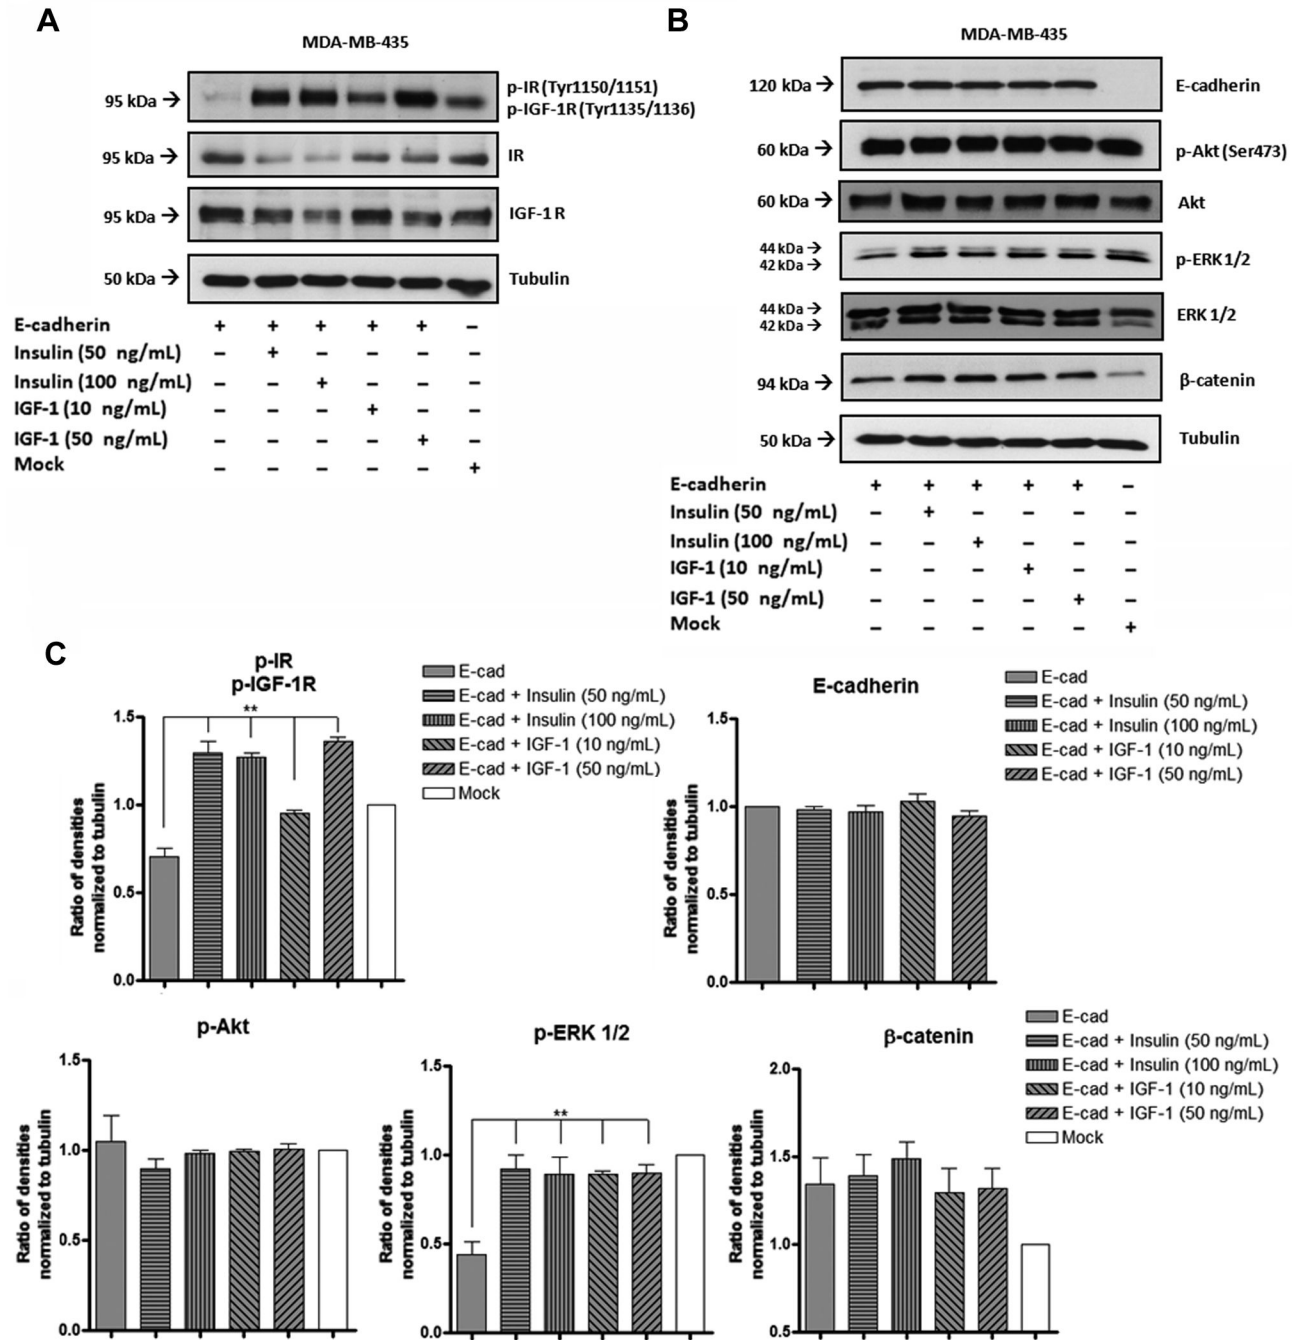 A
MDA-MB-435
95 kDa →
p-IR (Tyr1150/1151)
p-IGF-1R (Tyr1135/1136)
95 kDa → IR
95 kDa → IGF-1 R
50 kDa → Tubulin
E-cadherin + + + + + –
Insulin (50 ng/mL) – + – – – –
Insulin (100 ng/mL) – – + – – –
IGF-1 (10 ng/mL) – – – + – –
IGF-1 (50 ng/mL) – – – – + –
Mock – – – – – +
B
MDA-MB-435
120 kDa → E-cadherin
60 kDa → p-Akt (Ser473)
60 kDa → Akt
44 kDa →
42 kDa →
p-ERK 1/2
44 kDa →
42 kDa →
ERK 1/2
94 kDa → β-catenin
50 kDa → Tubulin
E-cadherin + + + + + –
Insulin (50 ng/mL) – + – – – –
Insulin (100 ng/mL) – – + – – –
IGF-1 (10 ng/mL) – – – + – –
IGF-1 (50 ng/mL) – – – – + –
Mock – – – – – +
C
p-IR
p-IGF-1R
**
1.5
1.0
0.5
0.0
Ratio of densities
normalized to tubulin
E-cad
E-cad + Insulin (50 ng/mL)
E-cad + Insulin (100 ng/mL)
E-cad + IGF-1 (10 ng/mL)
E-cad + IGF-1 (50 ng/mL)
Mock
E-cadherin
1.5
1.0
0.5
0.0
Ratio of densities
normalized to tubulin
E-cad
E-cad + Insulin (50 ng/mL)
E-cad + Insulin (100 ng/mL)
E-cad + IGF-1 (10 ng/mL)
E-cad + IGF-1 (50 ng/mL)
p-Akt
1.5
1.0
0.5
0.0
Ratio of densities
normalized to tubulin
p-ERK 1/2
**
1.5
1.0
0.5
0.0
Ratio of densities
normalized to tubulin
β-catenin
2.0
1.5
1.0
0.5
Ratio of densities
normalized to tubulin
E-cad
E-cad + Insulin (50 ng/mL)
E-cad + Insulin (100 ng/mL)
E-cad + IGF-1 (10 ng/mL)
E-cad + IGF-1 (50 ng/mL)
Mock